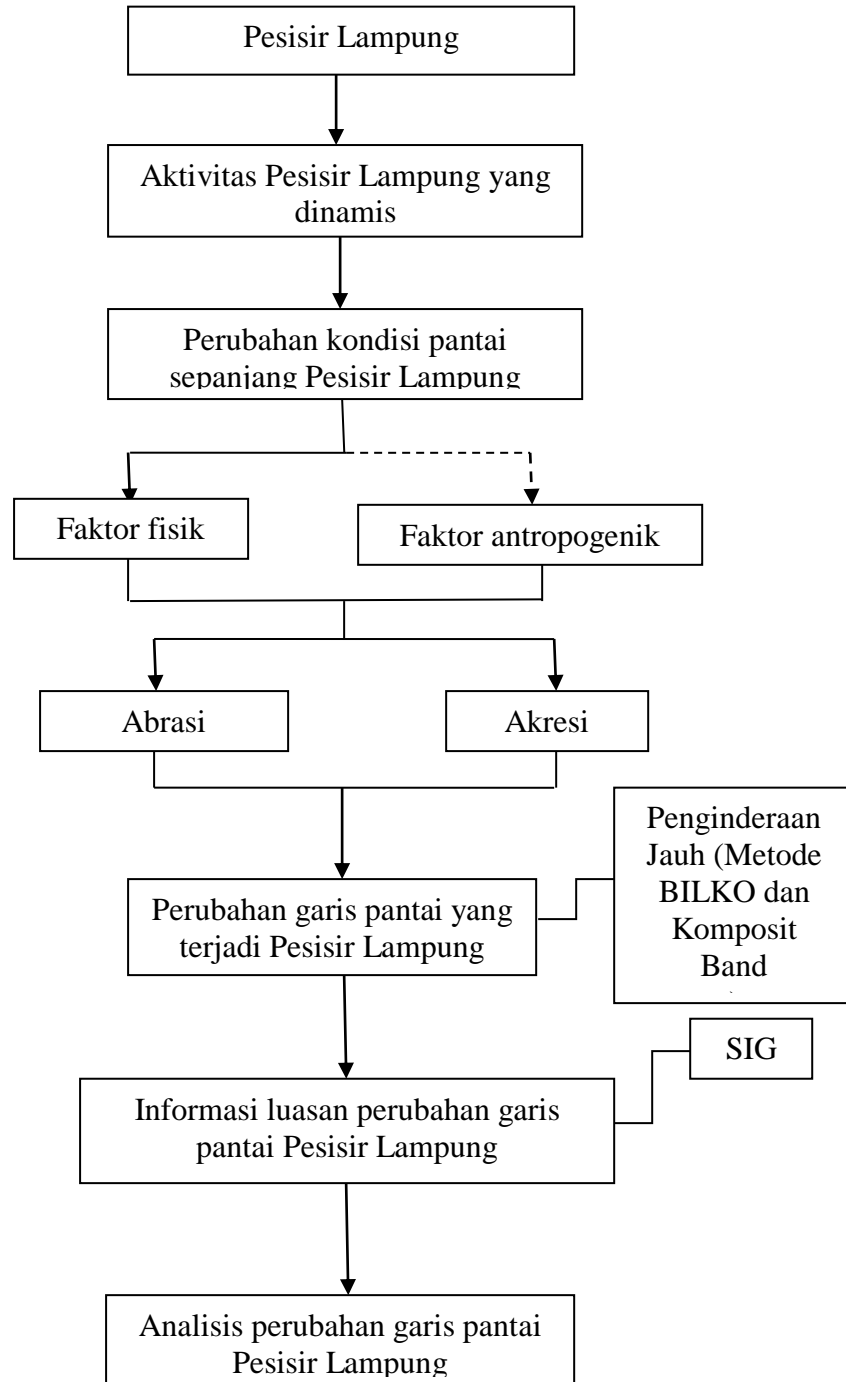 Pesisir Lampung
Aktivitas Pesisir Lampung yang
dinamis
Perubahan kondisi pantai
sepanjang Pesisir Lampung
Faktor fisik
Faktor antropogenik
Abrasi
Akresi
Penginderaan
Jauh (Metode
BILKO dan
Komposit
Band
Perubahan garis pantai yang
terjadi Pesisir Lampung
SIG
Informasi luasan perubahan garis
pantai Pesisir Lampung
Analisis perubahan garis pantai
Pesisir Lampung